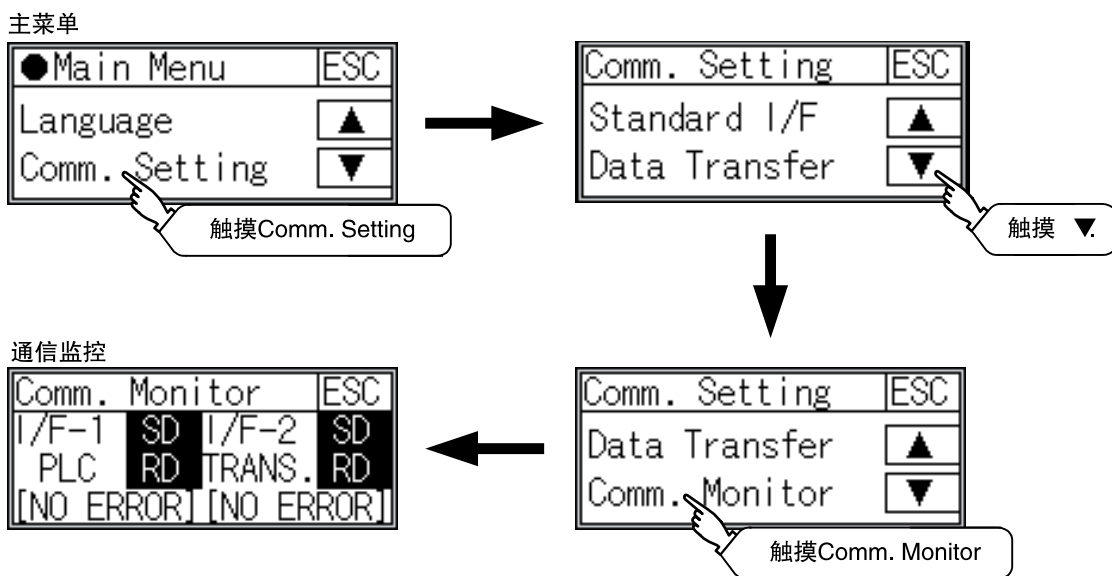 主菜单
●Main Menu ESC
Language ▲
Comm. Setting ▼
触摸Comm. Setting
Comm. Setting ESC
Standard I/F ▲
Data Transfer ▼
触摸 ▼.
通信监控
Comm. Monitor ESC
I/F-1 SD I/F-2 SD
PLC RD TRANS. RD
[NO ERROR] [NO ERROR]
Comm. Setting ESC
Data Transfer ▲
Comm. Monitor ▼
触摸Comm. Monitor